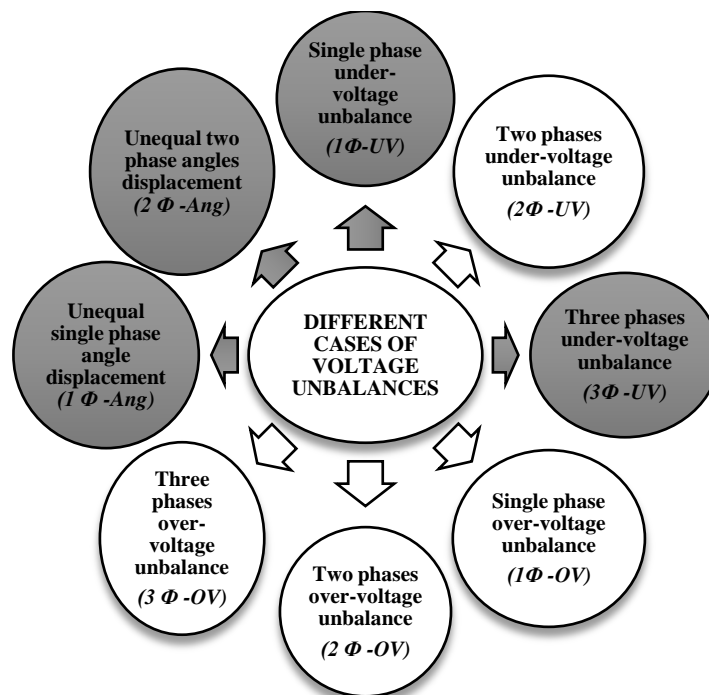 Single phase
under-
voltage
unbalance
(1Φ-UV)
Two phases
under-voltage
unbalance
(2Φ -UV)
Three phases
under-voltage
unbalance
(3Φ -UV)
Single phase
over-voltage
unbalance
(1Φ-OV)
Two phases
over-voltage
unbalance
(2 Φ -OV)
Three
phases
over-
voltage
unbalance
(3 Φ -OV)
Unequal
single phase
angle
displacement
(1 Φ -Ang)
Unequal two
phase angles
displacement
(2 Φ -Ang)
DIFFERENT
CASES OF
VOLTAGE
UNBALANCES